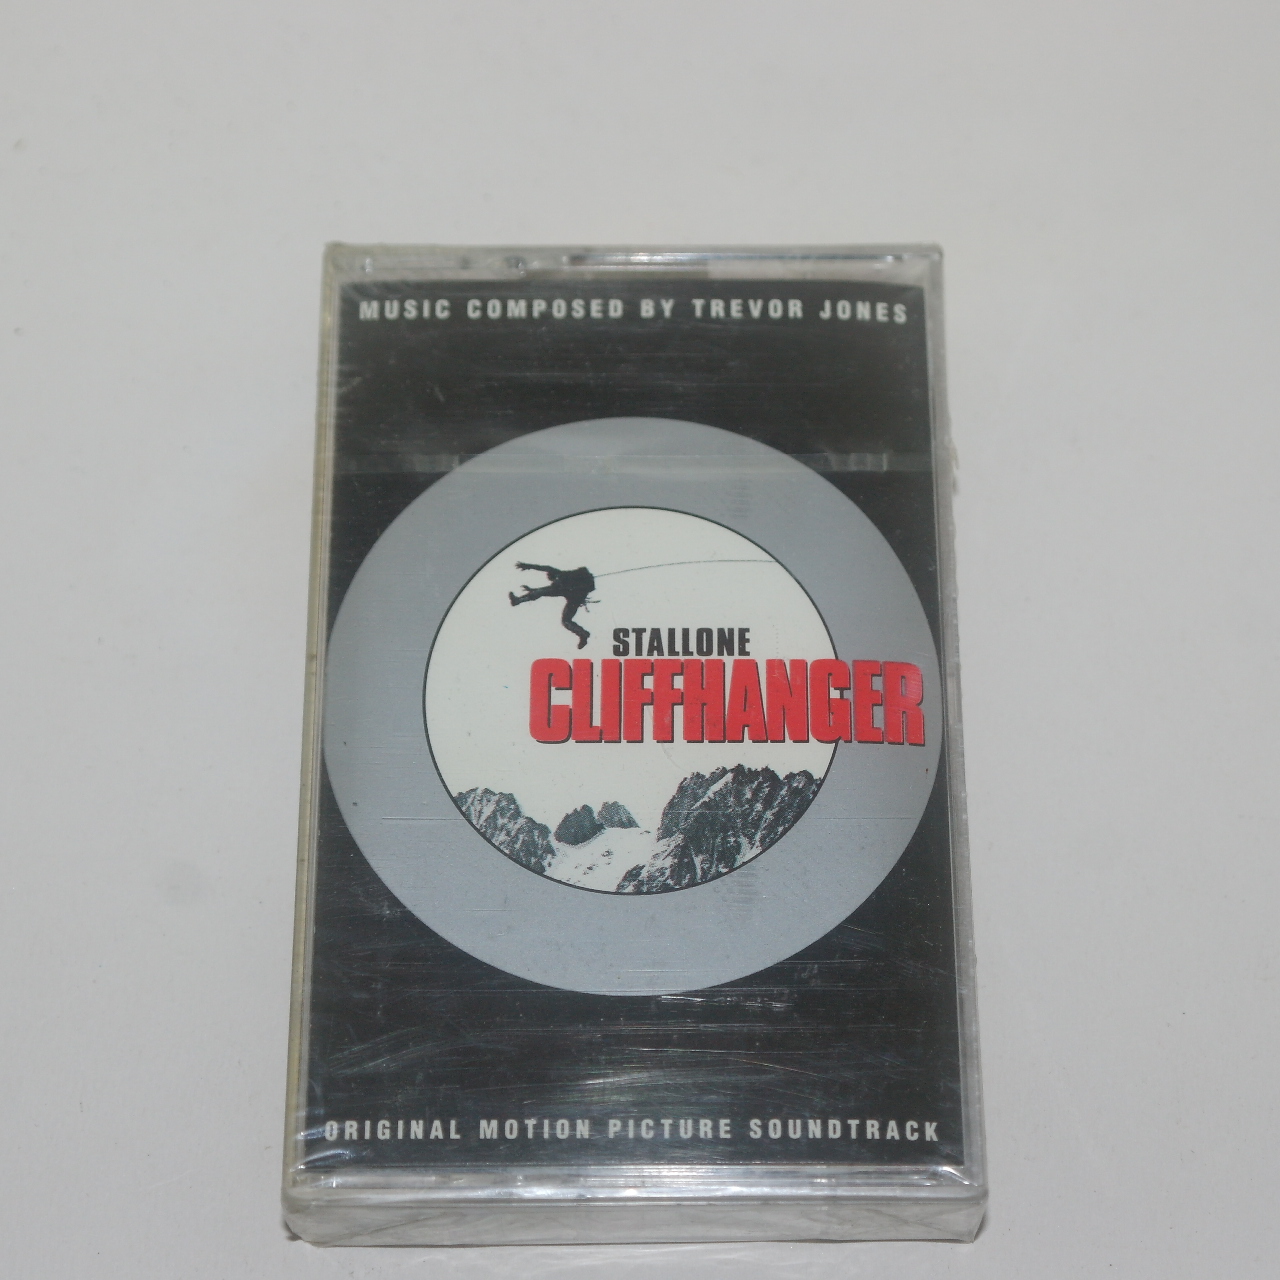 MUSIC COMPOSED BY TREVOR JONES
STALLONE
CLIFFHANGER
ORIGINAL MOTION PICTURE SOUNDTRACK